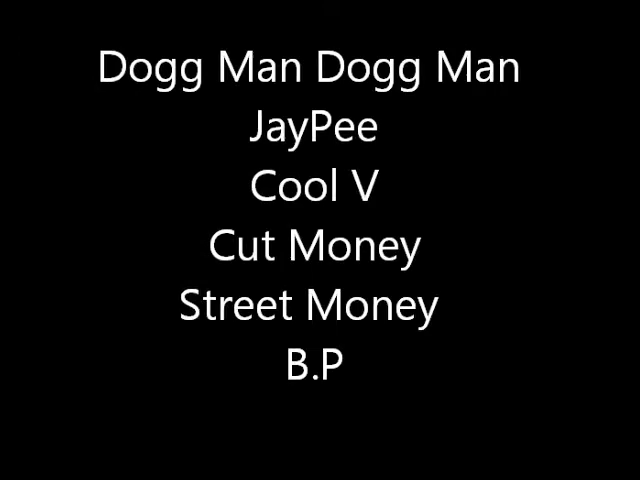 Dogg Man Dogg Man
JayPee
Cool V
Cut Money
Street Money
B.P